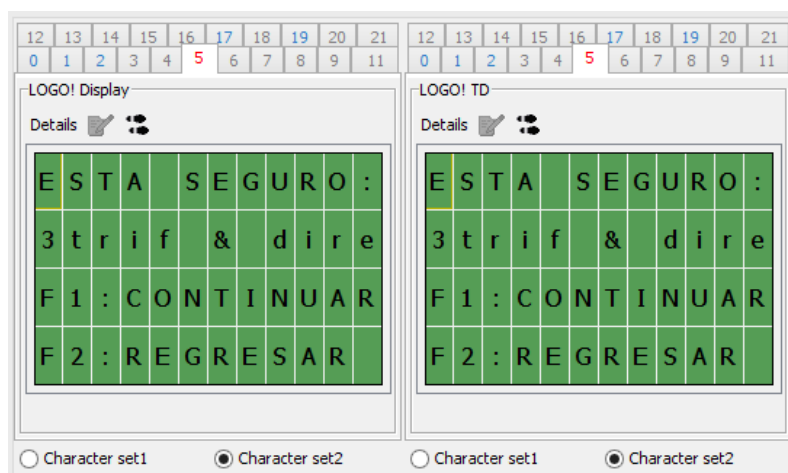 12 13 14 15 16 17 18 19 20 21
0 1 2 3 4 5 6 7 8 9 11
LOGO! Display
Details
ESTA SEGURO:
3trif & dire
F1:CONTINUAR
F2:REGRESAR
Character set1 Character set2
12 13 14 15 16 17 18 19 20 21
0 1 2 3 4 5 6 7 8 9 11
LOGO! TD
Details
ESTA SEGURO:
3trif & dire
F1:CONTINUAR
F2:REGRESAR
Character set1 Character set2